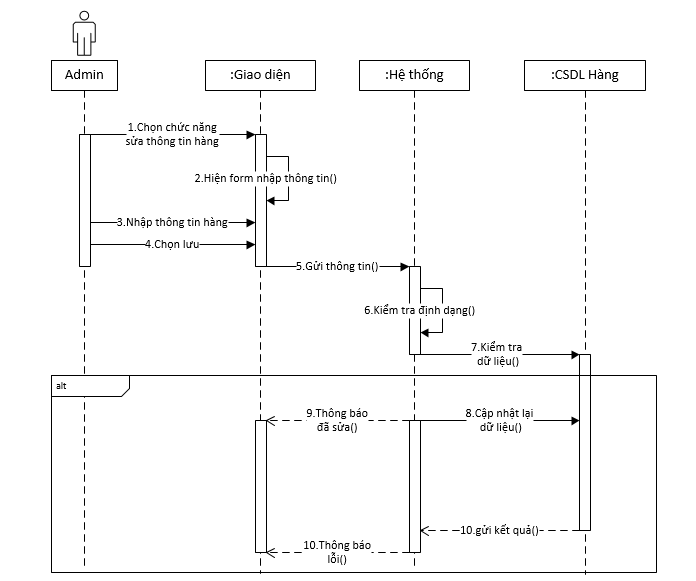 Admin
:Giao diện
:Hệ thống
:CSDL Hàng
1.Chọn chức năng
sửa thông tin hàng
2.Hiện form nhập thông tin()
3.Nhập thông tin hàng
4.Chọn lưu
5.Gửi thông tin()
6.Kiểm tra định dạng()
7.Kiểm tra
dữ liệu()
alt
9.Thông báo
đã sửa()
8.Cập nhật lại
dữ liệu()
10.gửi kết quả()
10.Thông báo
lỗi()